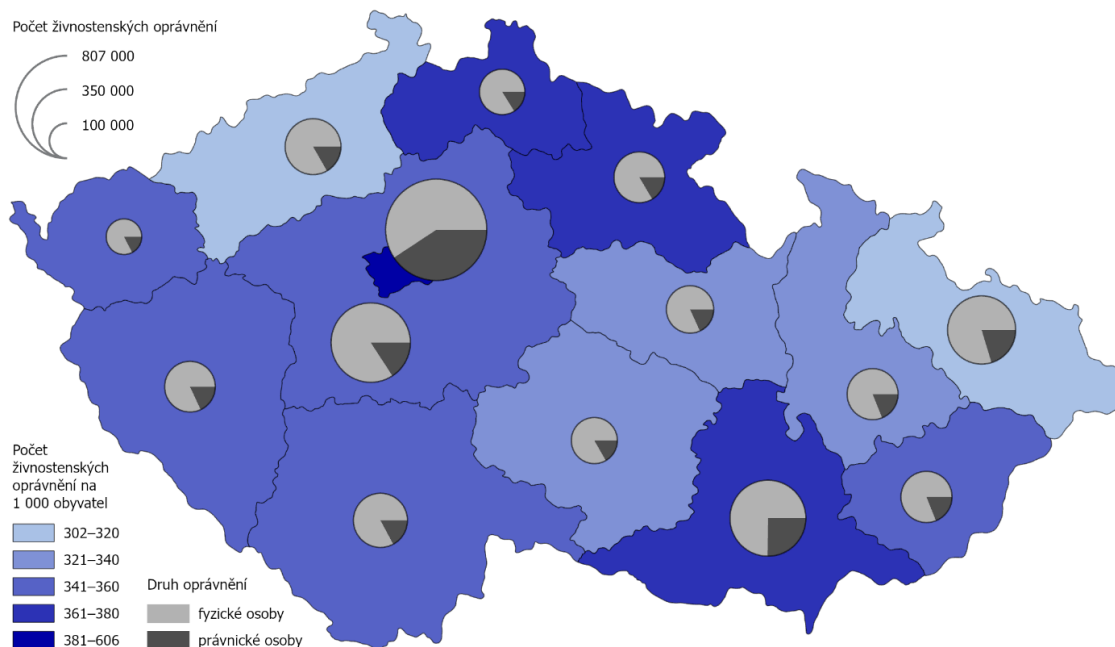 Počet živnostenských oprávnění
807 000
350 000
100 000
Počet
živnostenských
oprávnění na
1 000 obyvatel
302–320
321–340
341–360
361–380
381–606
Druh oprávnění
fyzické osoby
právnické osoby